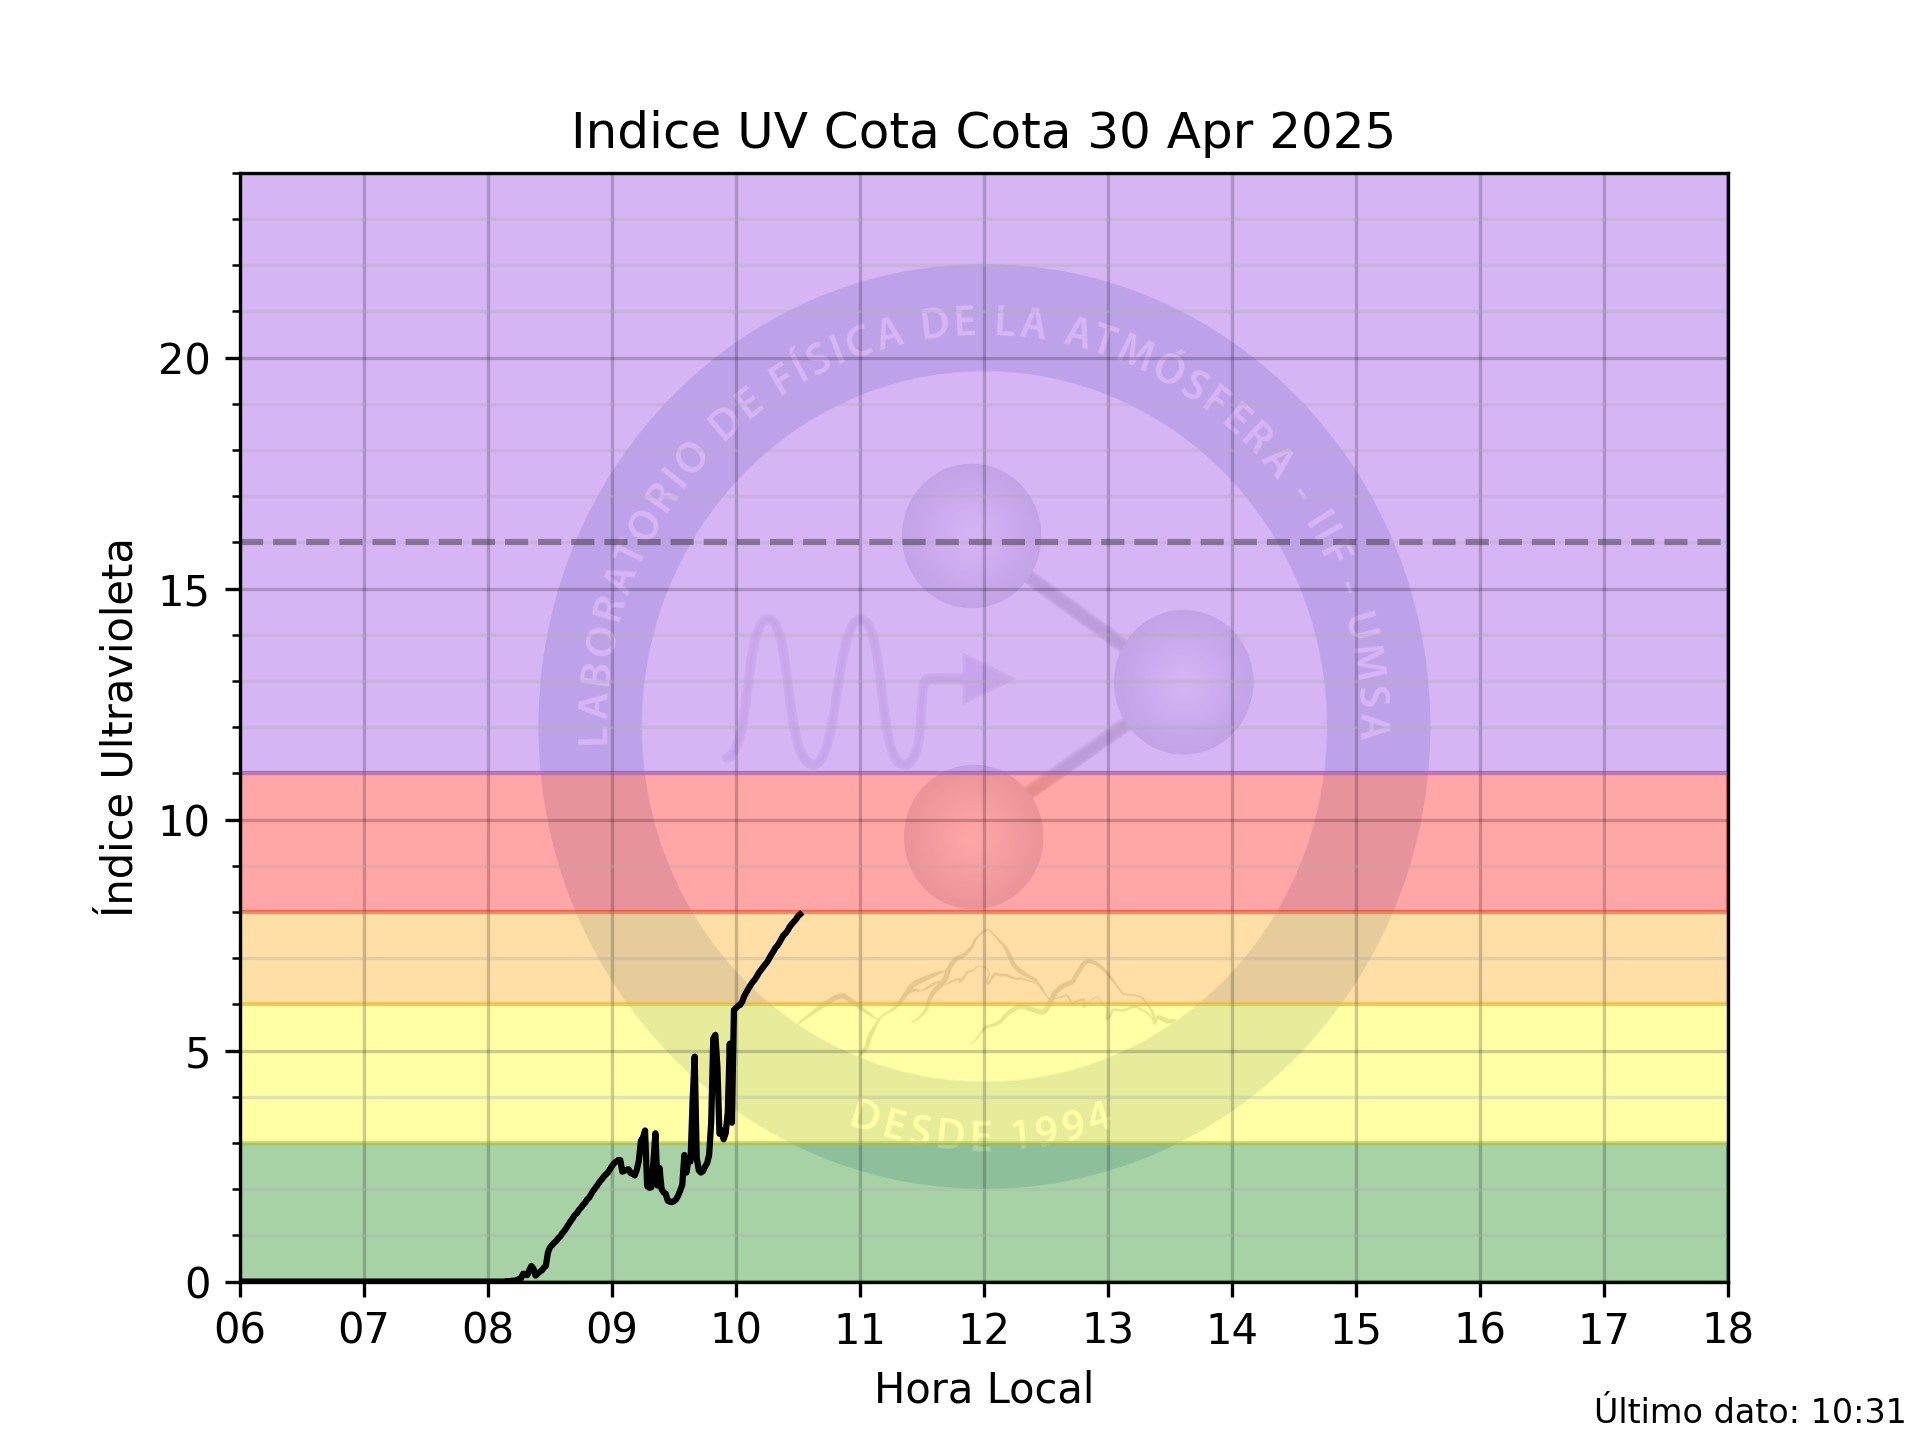 Indice UV Cota Cota 30 Apr 2025
Índice Ultravioleta
20
15
10
5
0
LABORATORIO DE FÍSICA DE LA ATMÓSFERA - IIF - UMSA
DESDE 1994
06 07 08 09 10 11 12 13 14 15 16 17 18
Hora Local
Último dato: 10:31